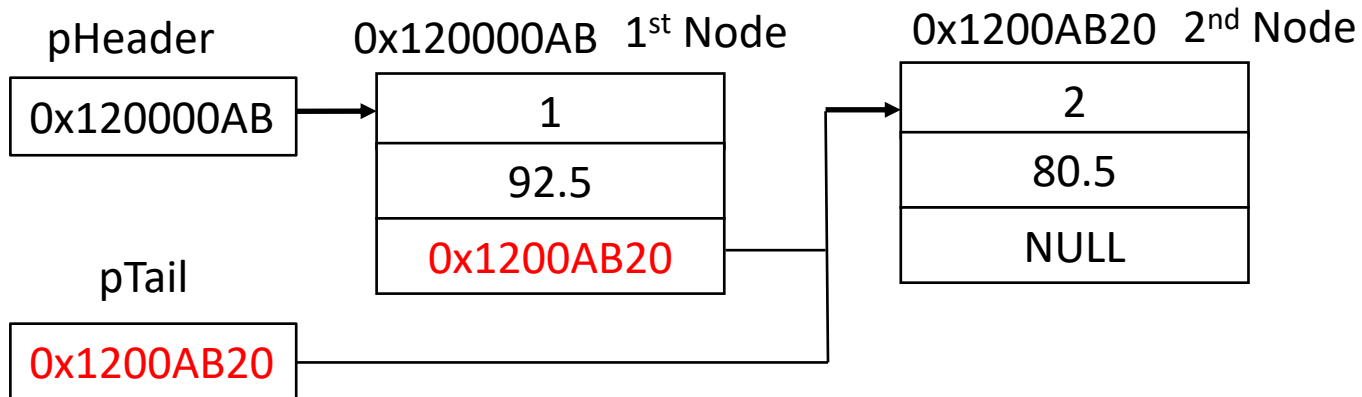 pHeader
0x120000AB
0x120000AB 1st Node
1
92.5
0x1200AB20
0x1200AB20 2nd Node
2
80.5
NULL
pTail
0x1200AB20